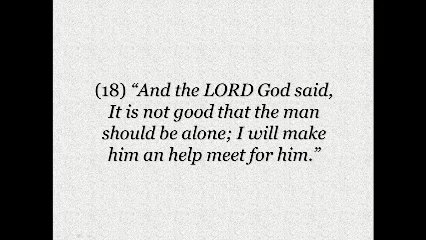 (18) “And the LORD God said,
It is not good that the man
should be alone; I will make
him an help meet for him.”